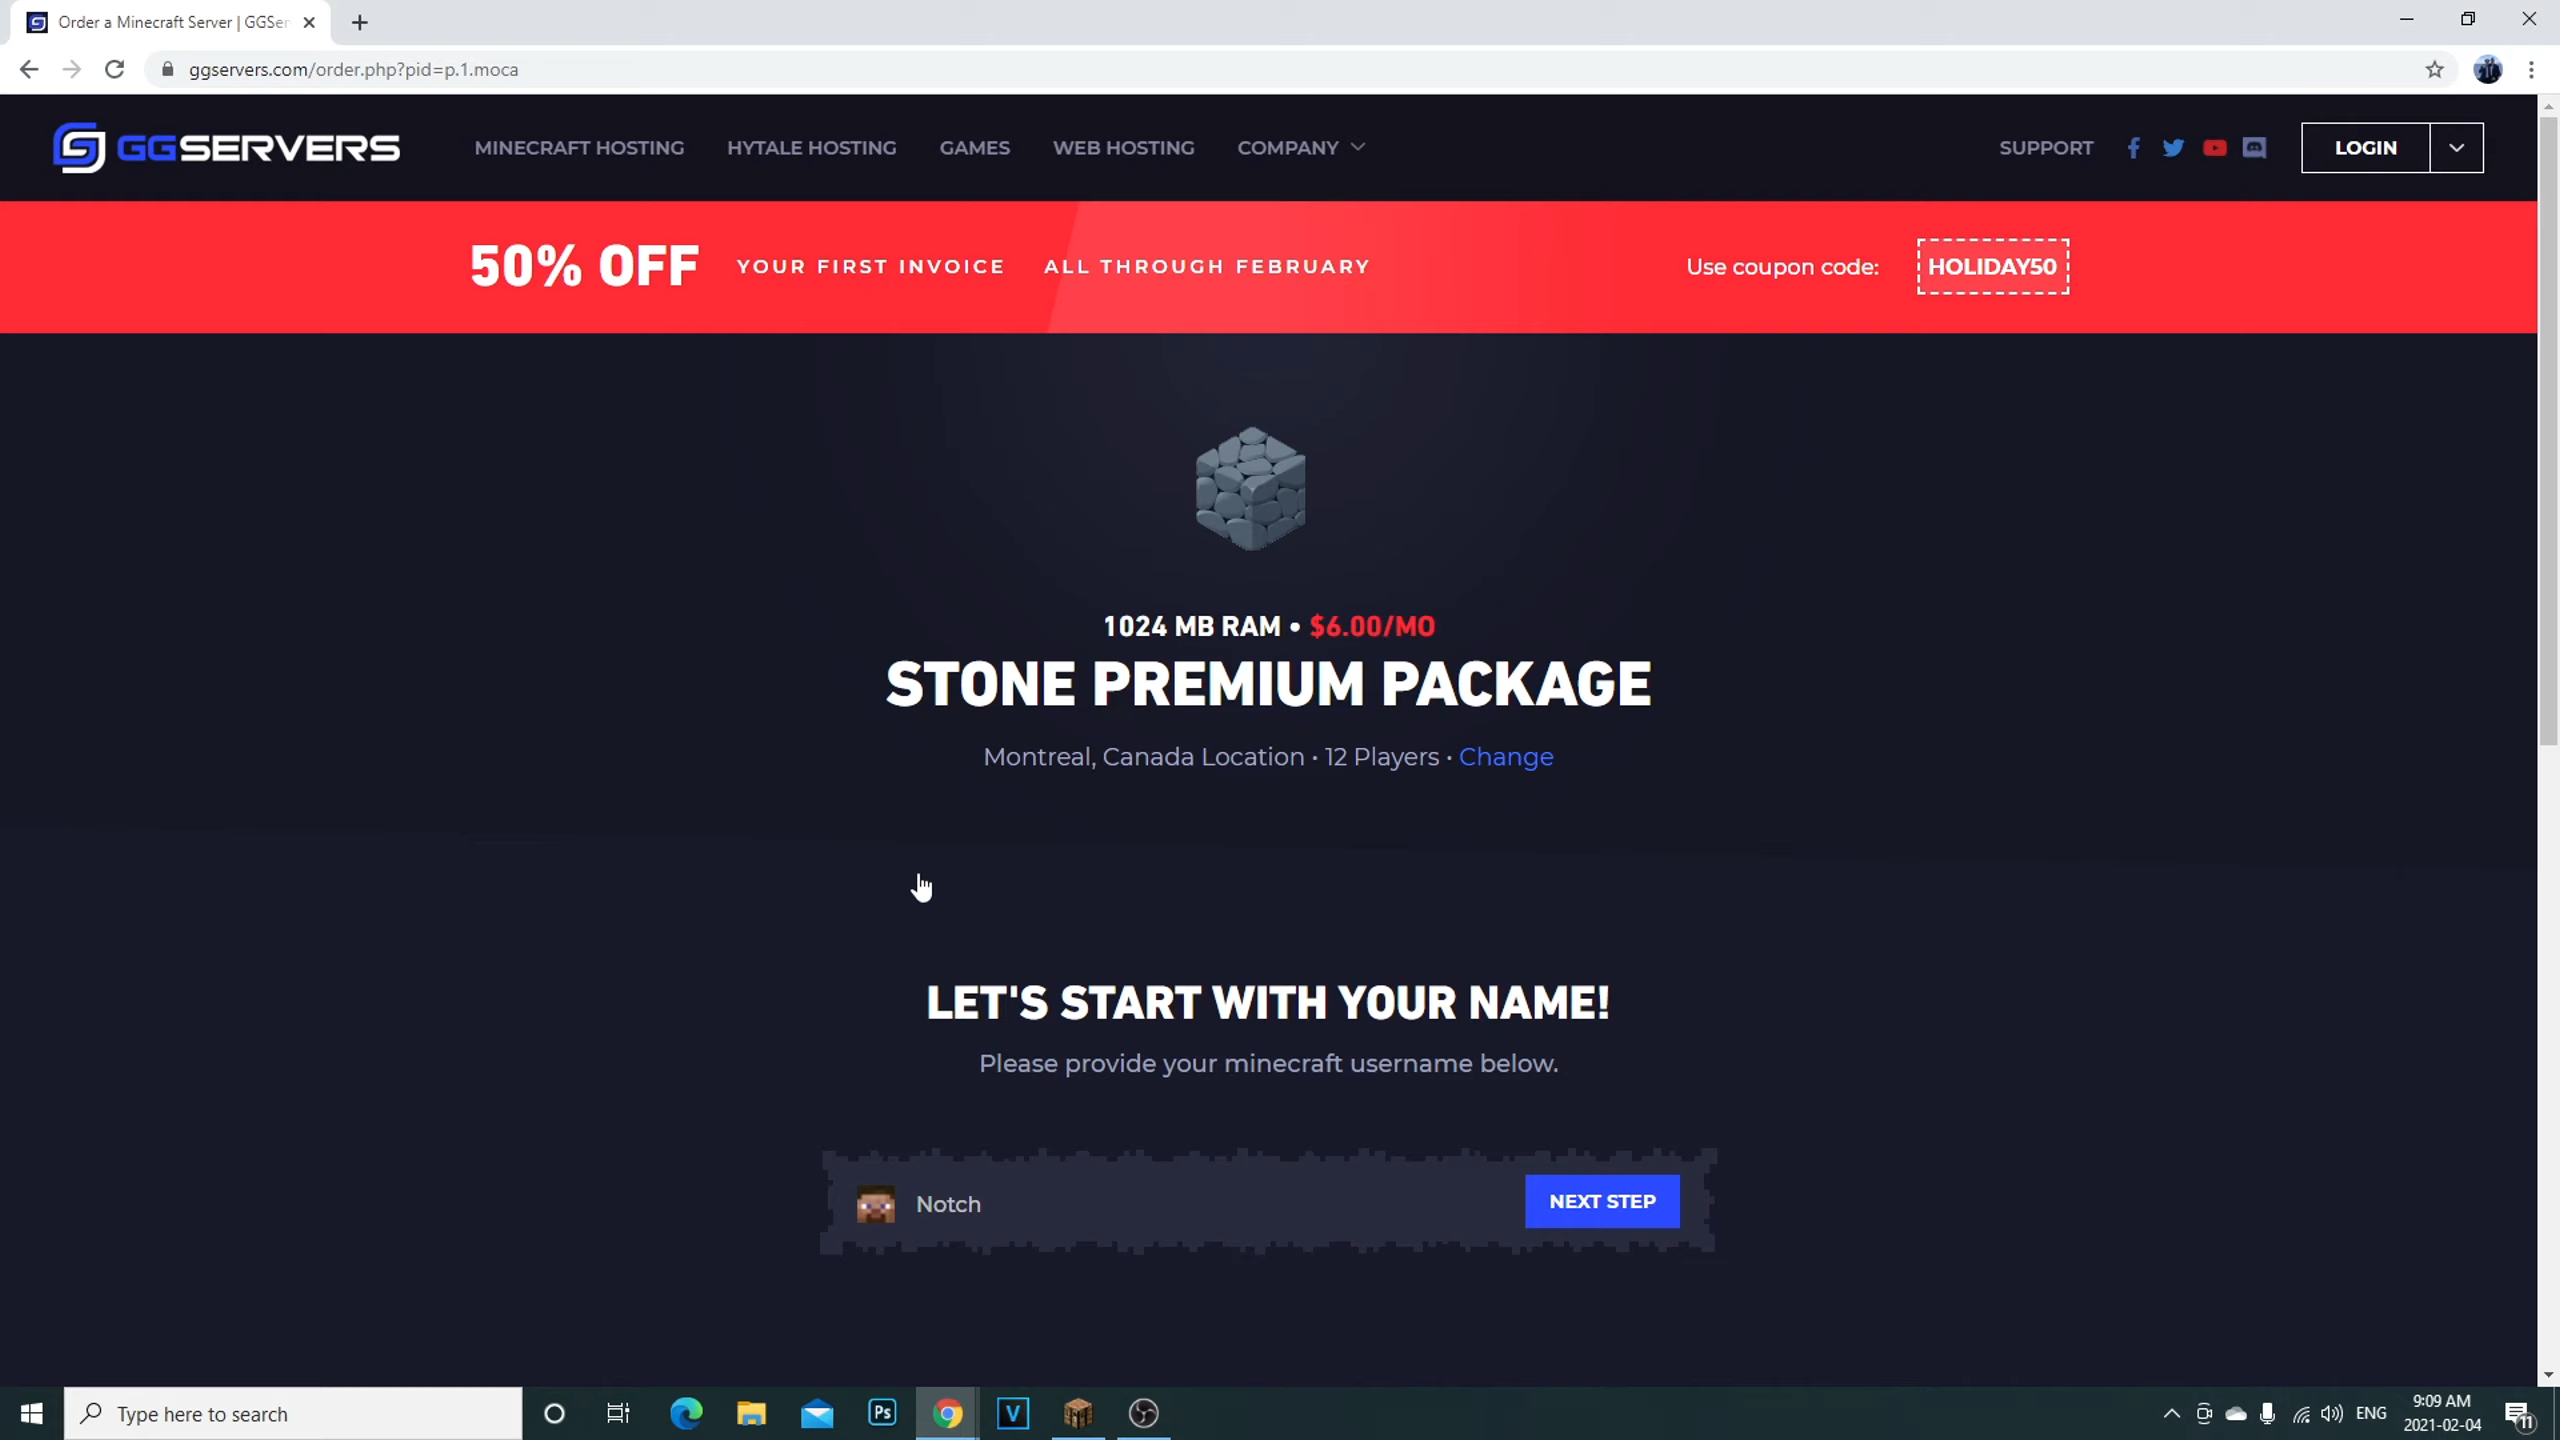 Order a Minecraft Server | GGSer
ggservers.com/order.php?pid=p.1.moca
GGSERVERS
MINECRAFT HOSTING
HYTALE HOSTING
GAMES
WEB HOSTING
COMPANY
SUPPORT
LOGIN
50% OFF YOUR FIRST INVOICE ALL THROUGH FEBRUARY
Use coupon code: HOLIDAY50
1024 MB RAM • $6.00/MO
STONE PREMIUM PACKAGE
Montreal, Canada Location • 12 Players • Change
LET'S START WITH YOUR NAME!
Please provide your minecraft username below.
Notch
NEXT STEP
Type here to search
Ps
V
ENG
9:09 AM
2021-02-04
11